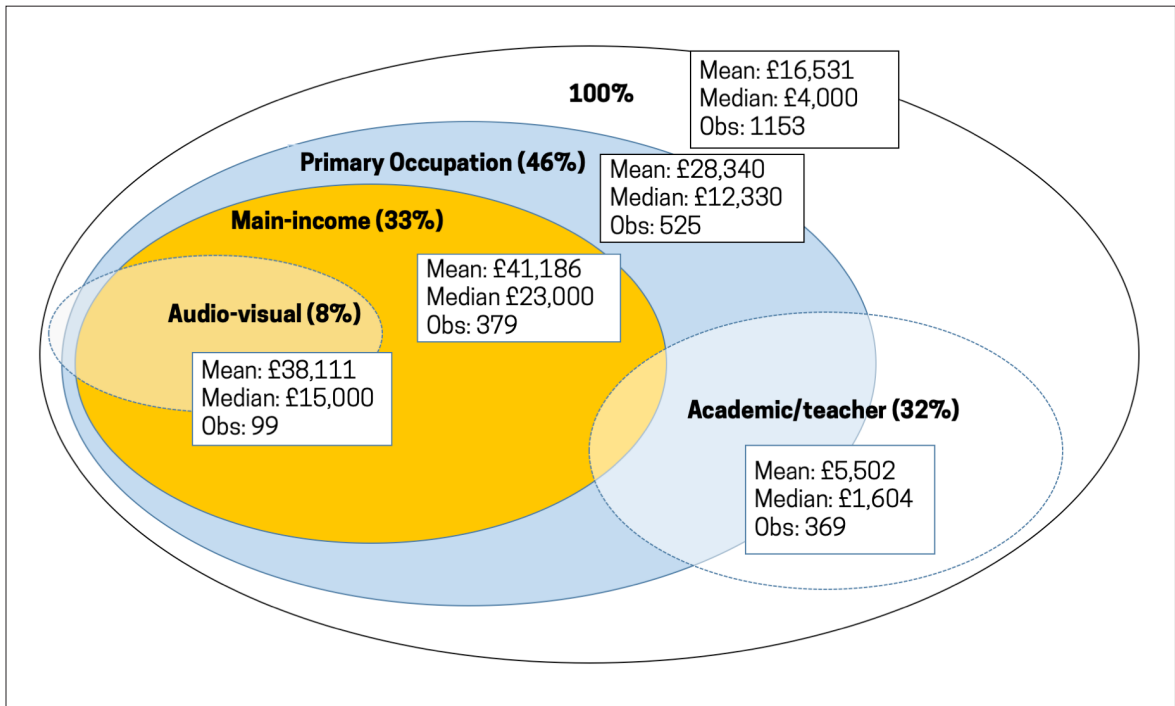 100%
Mean: £16,531
Median: £4,000
Obs: 1153
Primary Occupation (46%)
Mean: £28,340
Median: £12,330
Obs: 525
Main-income (33%)
Mean: £41,186
Median £23,000
Obs: 379
Audio-visual (8%)
Mean: £38,111
Median: £15,000
Obs: 99
Academic/teacher (32%)
Mean: £5,502
Median: £1,604
Obs: 369